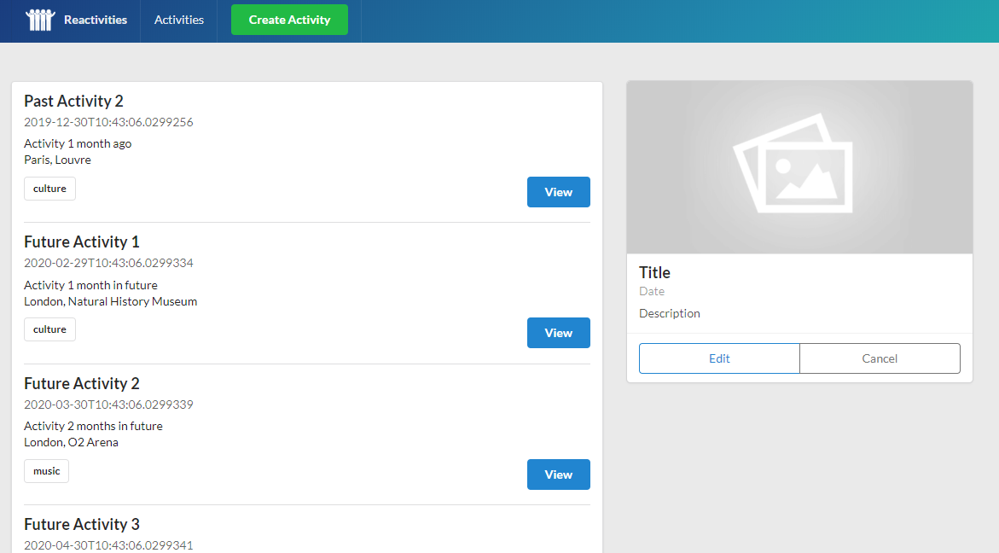 Reactivities
Activities
Create Activity
Past Activity 2
2019-12-30T10:43:06.0299256
Activity 1 month ago
Paris, Louvre
culture
View
Future Activity 1
2020-02-29T10:43:06.0299334
Activity 1 month in future
London, Natural History Museum
culture
View
Future Activity 2
2020-03-30T10:43:06.0299339
Activity 2 months in future
London, O2 Arena
music
View
Future Activity 3
2020-04-30T10:43:06.0299341
Title
Date
Description
Edit
Cancel